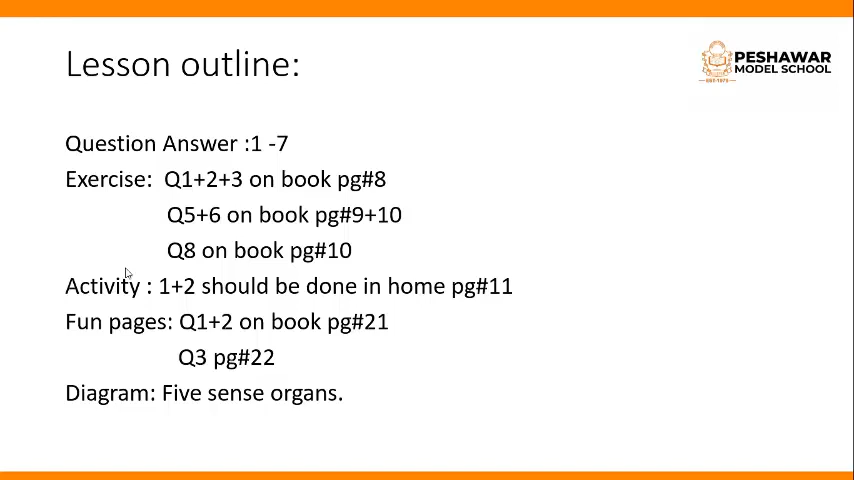 Lesson outline:
PESHAWAR
MODEL SCHOOL
EST-1973
Question Answer :1 -7
Exercise: Q1+2+3 on book pg#8
Q5+6 on book pg#9+10
Q8 on book pg#10
Activity : 1+2 should be done in home pg#11
Fun pages: Q1+2 on book pg#21
Q3 pg#22
Diagram: Five sense organs.